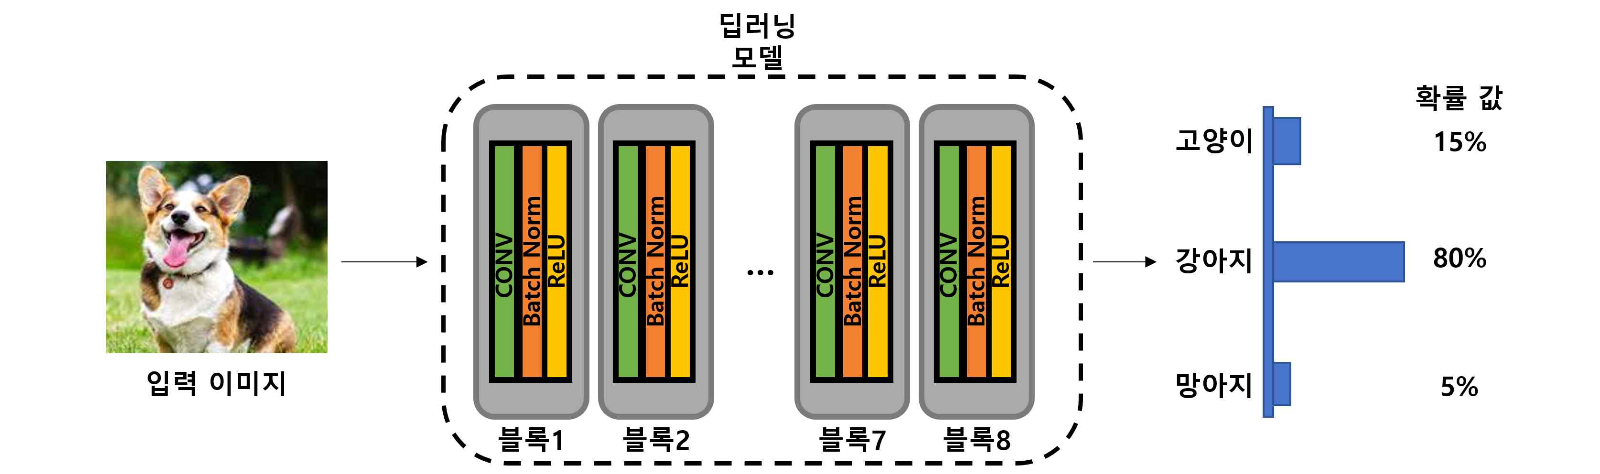 딥러닝
모델
입력 이미지
CONV
Batch Norm
ReLU
블록1
CONV
Batch Norm
ReLU
블록2
...
CONV
Batch Norm
ReLU
블록7
CONV
Batch Norm
ReLU
블록8
확률 값
고양이 15%
강아지 80%
망아지 5%